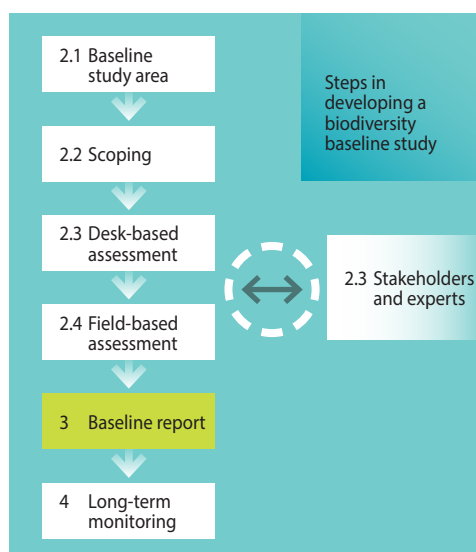 2.1 Baseline
study area
Steps in
developing a
biodiversity
baseline study
2.2 Scoping
2.3 Desk-based
assessment
2.3 Stakeholders
and experts
2.4 Field-based
assessment
3 Baseline report
4 Long-term
monitoring